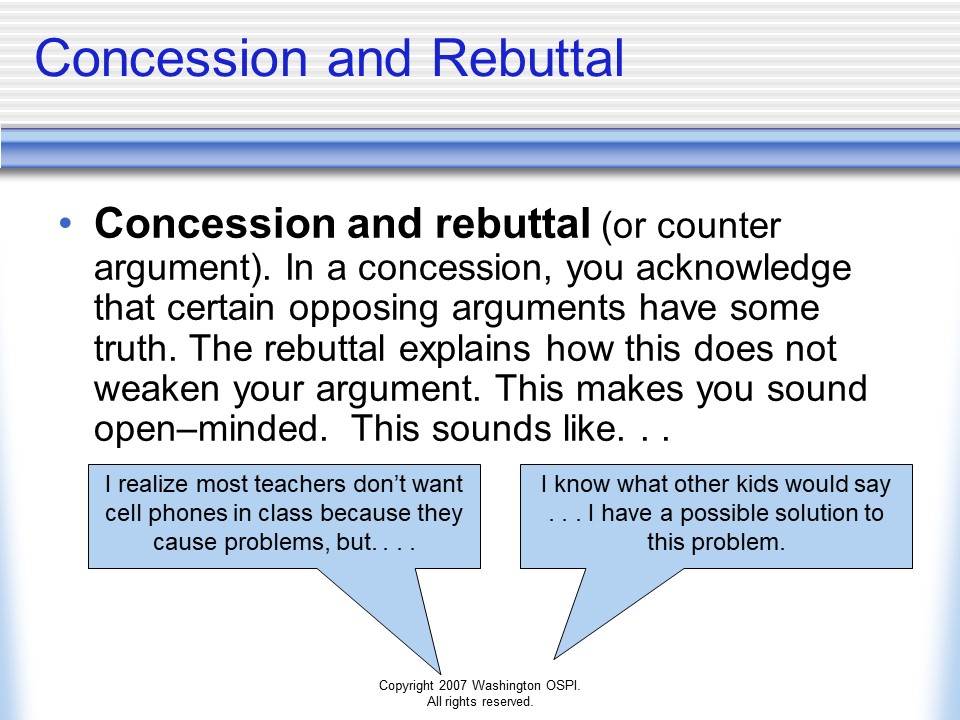 Concession and Rebuttal
• Concession and rebuttal (or counter
argument). In a concession, you acknowledge
that certain opposing arguments have some
truth. The rebuttal explains how this does not
weaken your argument. This makes you sound
open–minded.  This sounds like. . .
I realize most teachers don’t want
cell phones in class because they
cause problems, but. . . .
I know what other kids would say
. . . I have a possible solution to
this problem.
Copyright 2007 Washington OSPI.
All rights reserved.